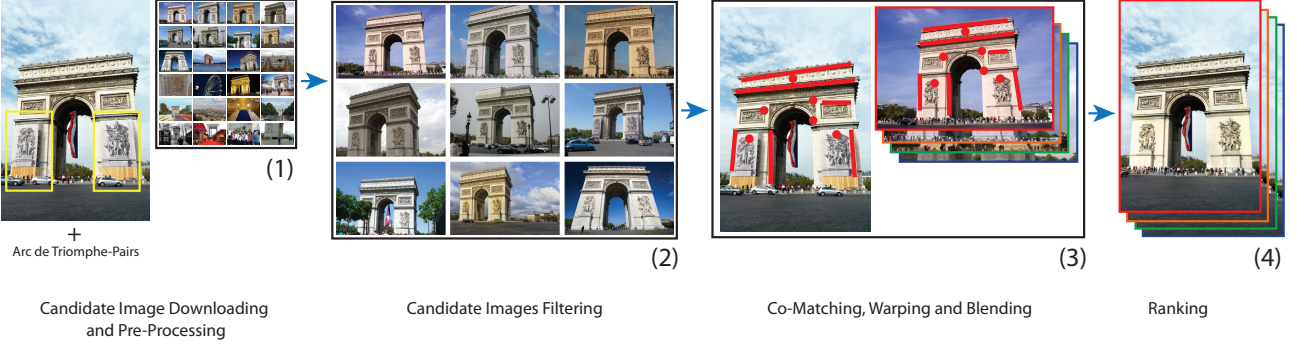 (1)
(2)
(3)
(4)
+
Arc de Triomphe-Pairs
Candidate Image Downloading
and Pre-Processing
Candidate Images Filtering
Co-Matching, Warping and Blending
Ranking